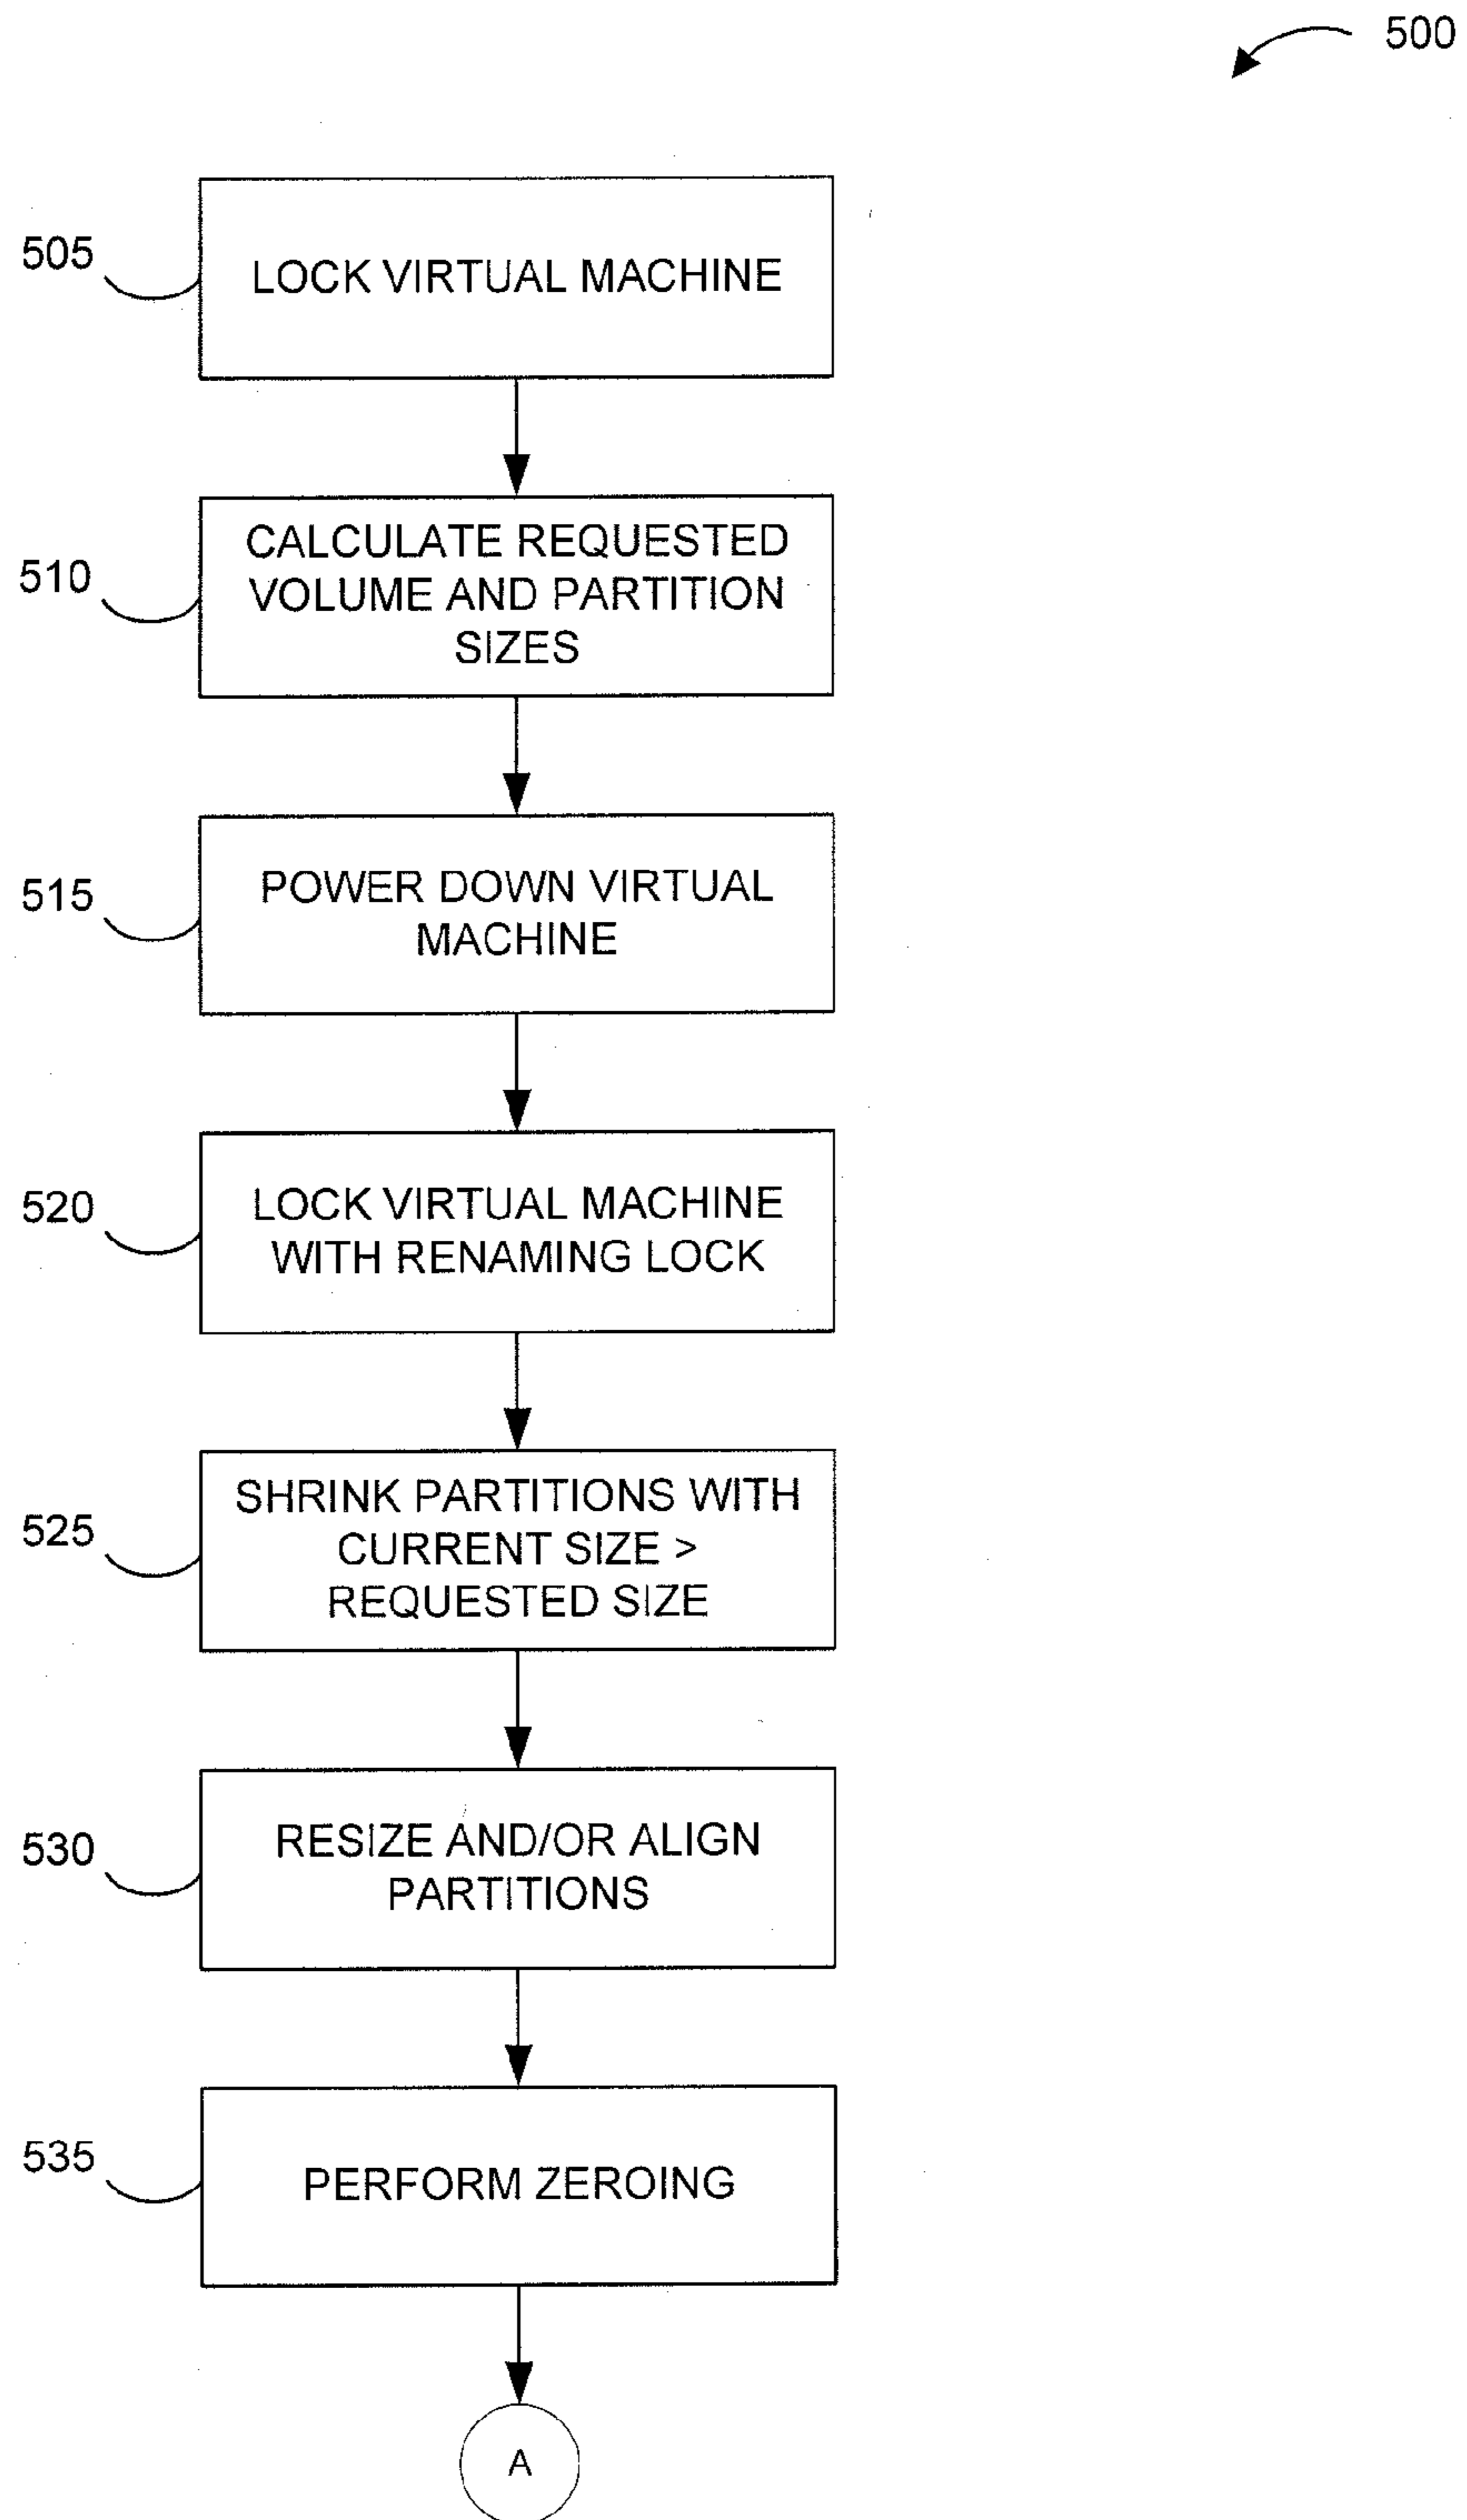 500
505
LOCK VIRTUAL MACHINE
510
CALCULATE REQUESTED
VOLUME AND PARTITION
SIZES
515
POWER DOWN VIRTUAL
MACHINE
520
LOCK VIRTUAL MACHINE
WITH RENAMING LOCK
525
SHRINK PARTITIONS WITH
CURRENT SIZE >
REQUESTED SIZE
530
RESIZE AND/OR ALIGN
PARTITIONS
535
PERFORM ZEROING
A